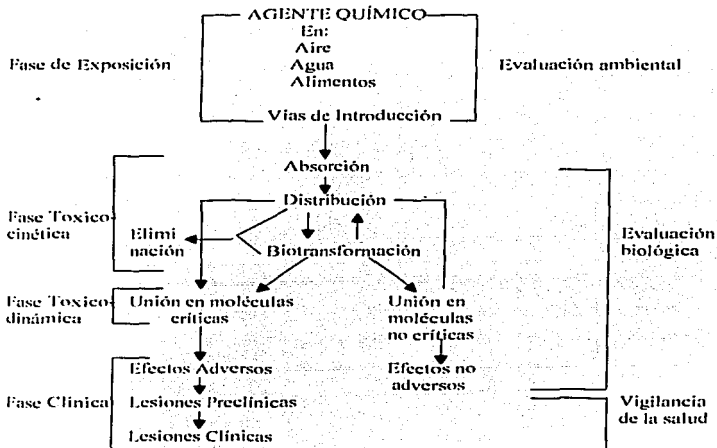 AGENTE QUÍMICO
En:
Aire
Agua
Alimentos
Fase de Exposición
Evaluación ambiental
Vías de Introducción
Absorción
Distribución
Fase Toxico-
cinética
Elimi
nación
Biotransformación
Evaluación
biológica
Fase Toxico-
dinámica
Unión en moléculas
críticas
Unión en
moléculas
no críticas
Efectos Adversos
Efectos no
adversos
Fase Clínica
Lesiones Preclínicas
Lesiones Clínicas
Vigilancia
de la salud